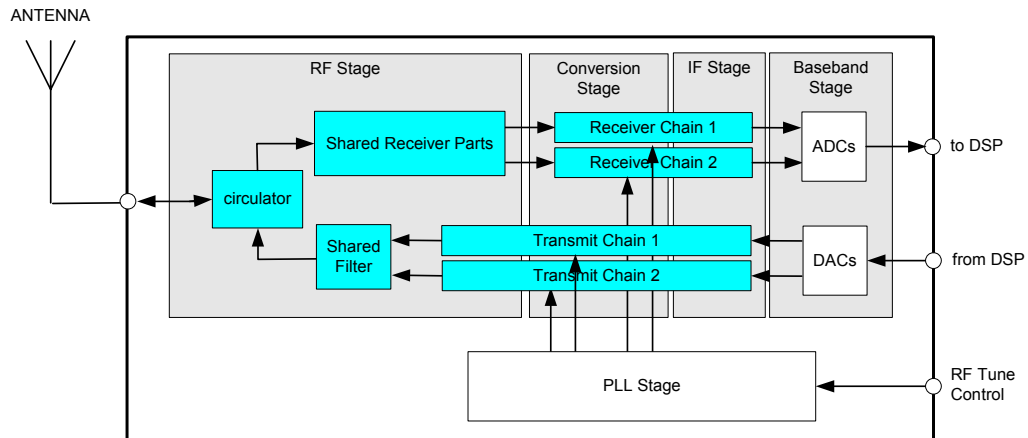 ANTENNA
RF Stage
Conversion
Stage
IF Stage
Baseband
Stage
Shared Receiver Parts
Receiver Chain 1
Receiver Chain 2
ADCs
to DSP
circulator
Shared
Filter
Transmit Chain 1
Transmit Chain 2
DACs
from DSP
PLL Stage
RF Tune
Control